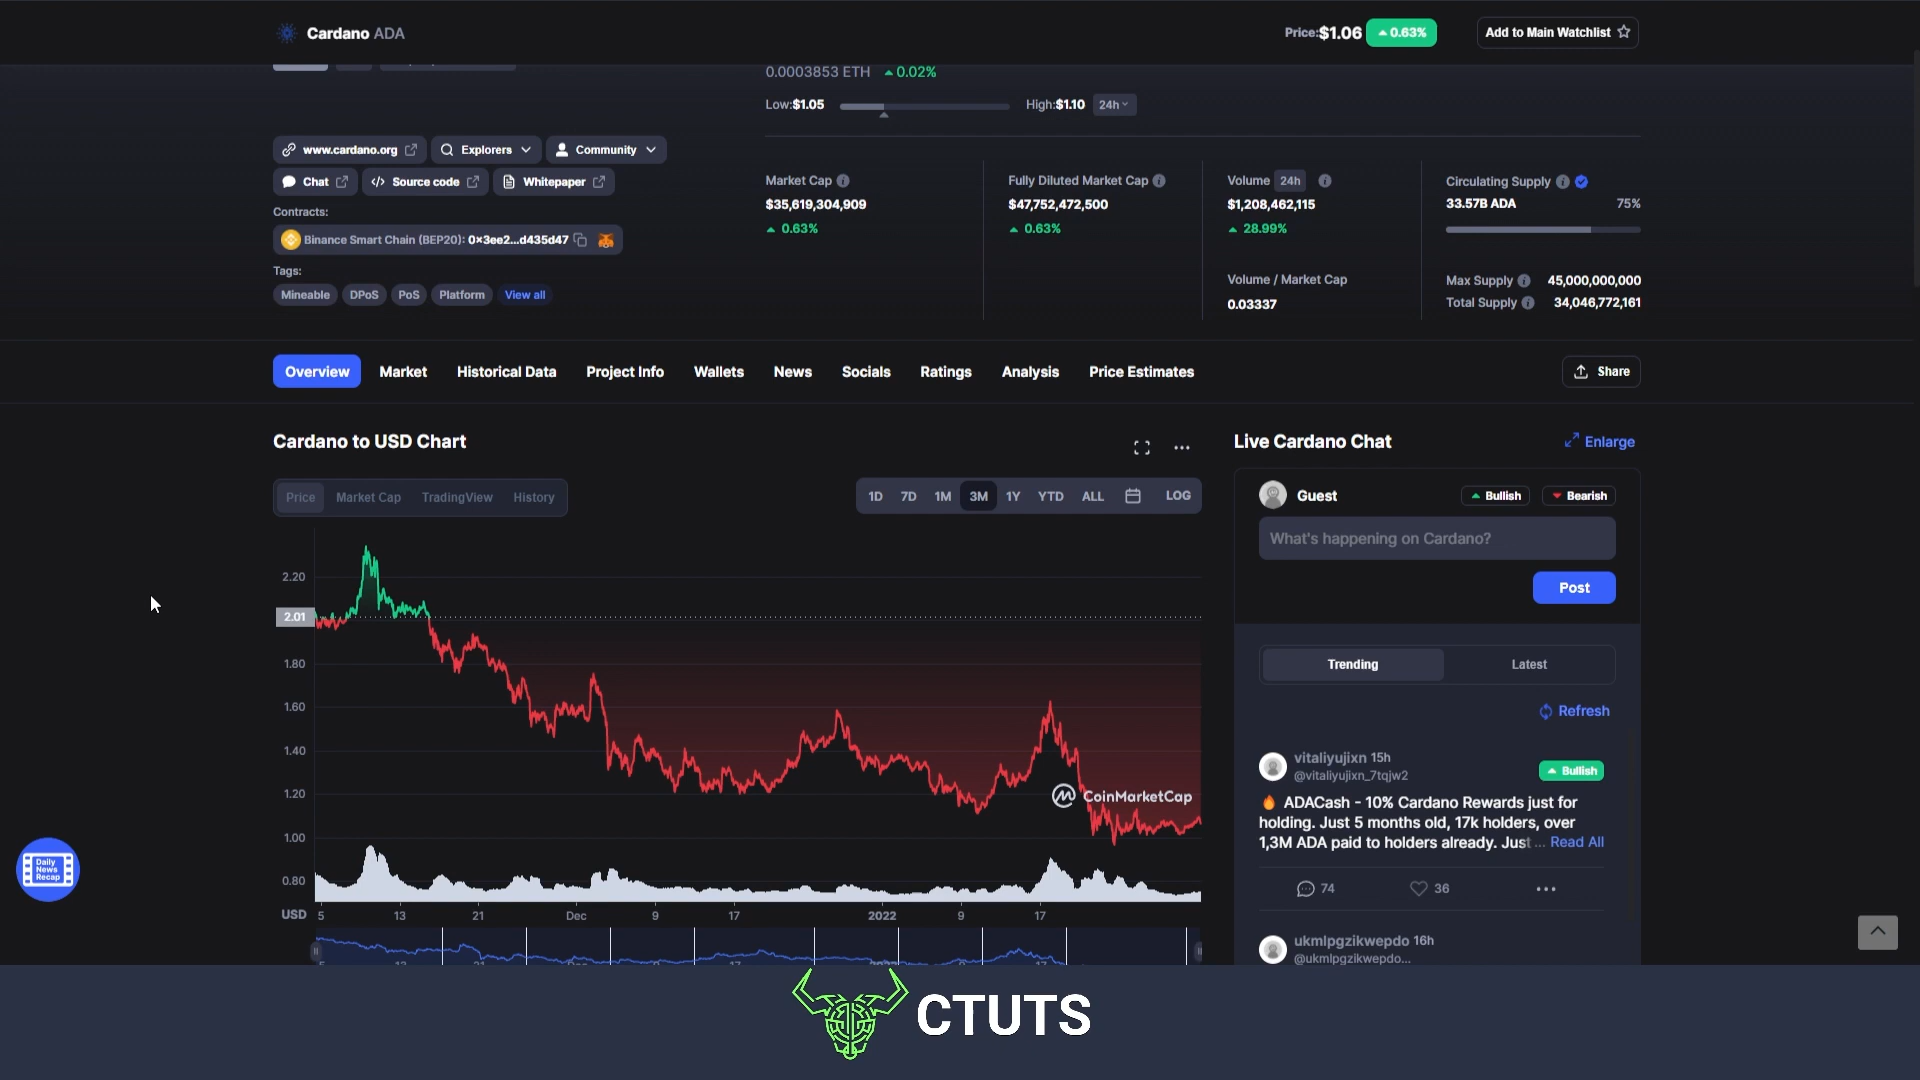 Cardano ADA
Price:$1.06 0.63%
Add to Main Watchlist
0.0003853 ETH 0.02%
Low:$1.05 High:$1.10 24h
www.cardano.org Explorers Community
Chat Source code Whitepaper
Contracts:
Binance Smart Chain (BEP20): 0x3ee2...d435d47
Tags:
Mineable DPoS PoS Platform View all
Market Cap
$35,619,304,909
0.63%
Fully Diluted Market Cap
$47,752,472,500
0.63%
Volume 24h
$1,208,462,115
28.99%
Volume / Market Cap
0.03337
Circulating Supply
33.57B ADA 75%
Max Supply 45,000,000,000
Total Supply 34,046,772,161
Overview Market Historical Data Project Info Wallets News Socials Ratings Analysis Price Estimates
Share
Cardano to USD Chart
Price Market Cap TradingView History
1D 7D 1M 3M 1Y YTD ALL LOG
2.20
2.01
1.80
1.60
1.40
1.20
1.00
0.80
CoinMarketCap
USD 5 13 21 Dec 9 17 2022 9 17
5 13 21 Dec 9 17 2022 9 17
Live Cardano Chat
Enlarge
Guest
Bullish Bearish
What's happening on Cardano?
Post
Trending Latest
Refresh
vitaliyujixn 15h
@vitaliyujixn_7tqjw2
Bullish
🔥 ADACash - 10% Cardano Rewards just for
holding. Just 5 months old, 17k holders, over
1,3M ADA paid to holders already. Just ... Read All
74 36
ukmlpgzikwepdo 16h
@ukmlpgzikwepdo...
Daily
News
Recap
CTUTS